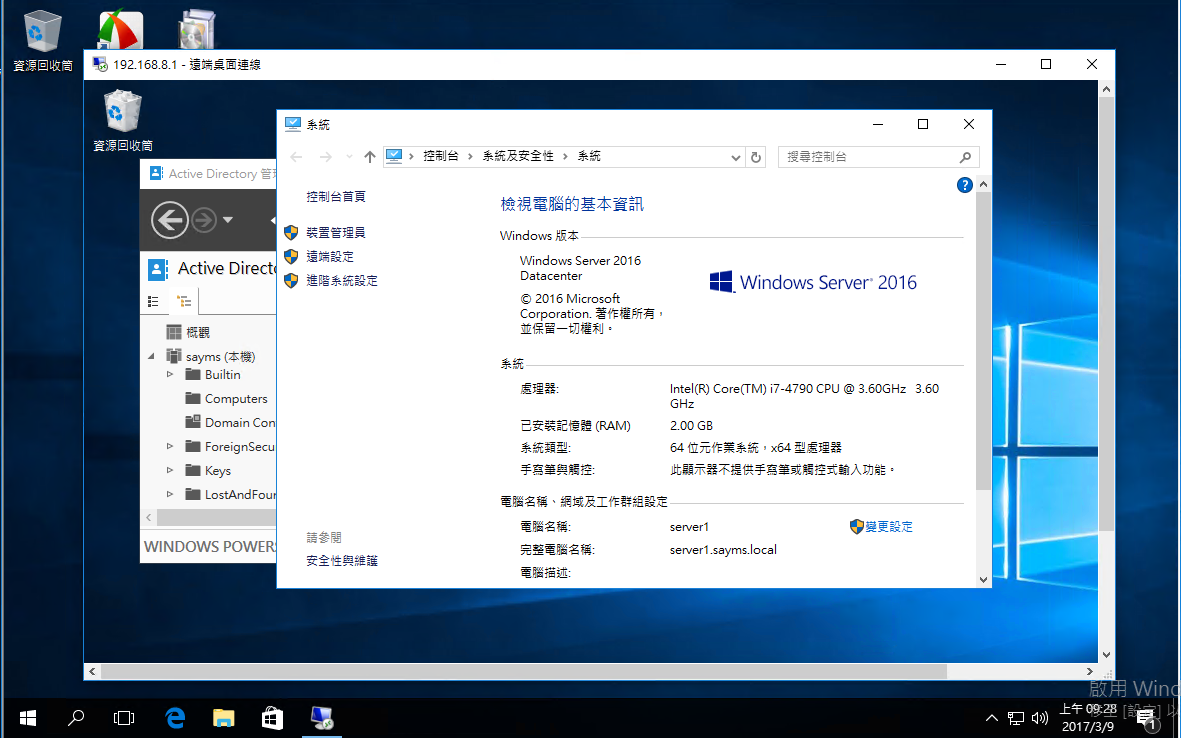 資源回收筒
192.168.8.1 - 遠端桌面連線
資源回收筒
Active Directory 管
Active Directo
概觀
sayms (本機)
Builtin
Computers
Domain Con
ForeignSecu
Keys
LostAndFour
WINDOWS POWERS
系統
控制台 系統及安全性 系統
搜尋控制台
控制台首頁
裝置管理員
遠端設定
進階系統設定
請參閱
安全性與維護
檢視電腦的基本資訊
Windows 版本
Windows Server 2016
Datacenter
© 2016 Microsoft
Corporation. 著作權所有，
並保留一切權利。
Windows Server® 2016
系統
處理器: Intel(R) Core(TM) i7-4790 CPU @ 3.60GHz 3.60
GHz
已安裝記憶體 (RAM) 2.00 GB
系統類型: 64 位元作業系統，x64 型處理器
手寫筆與觸控: 此顯示器不提供手寫筆或觸控式輸入功能。
電腦名稱、網域及工作群組設定
電腦名稱: server1 變更設定
完整電腦名稱: server1.sayms.local
電腦描述:
啟用 Wind
移至 [設定] 以
上午 09:28
2017/3/9
1